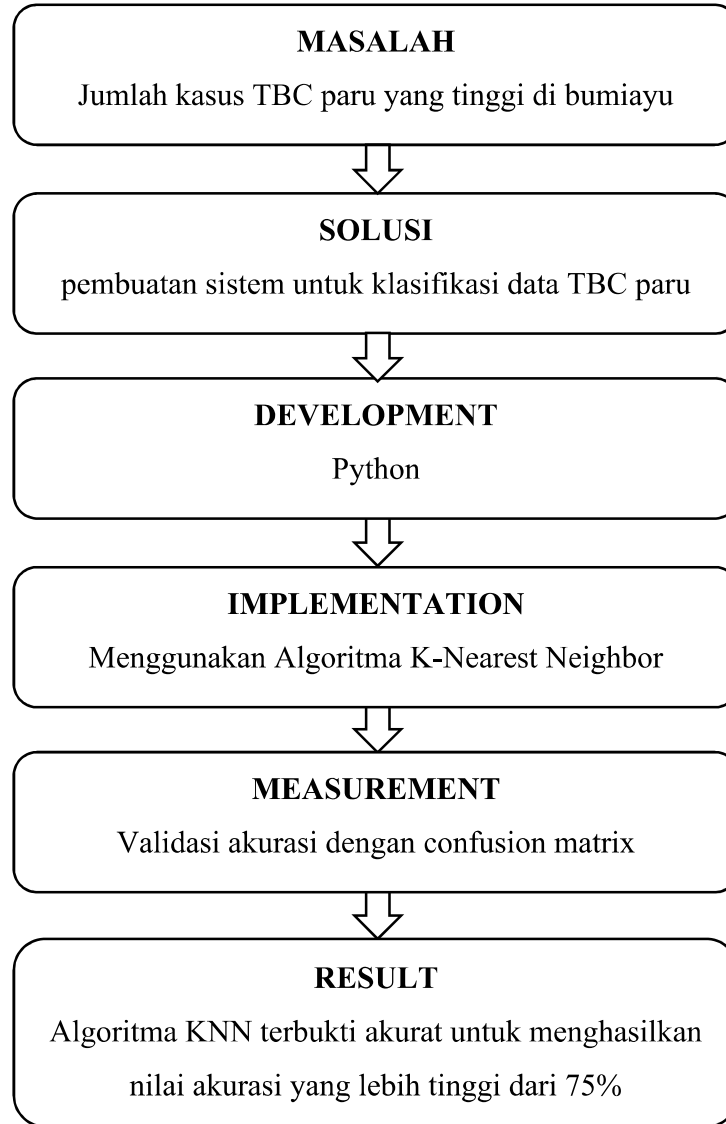 MASALAH
Jumlah kasus TBC paru yang tinggi di bumiayu
SOLUSI
pembuatan sistem untuk klasifikasi data TBC paru
DEVELOPMENT
Python
IMPLEMENTATION
Menggunakan Algoritma K-Nearest Neighbor
MEASUREMENT
Validasi akurasi dengan confusion matrix
RESULT
Algoritma KNN terbukti akurat untuk menghasilkan
nilai akurasi yang lebih tinggi dari 75%